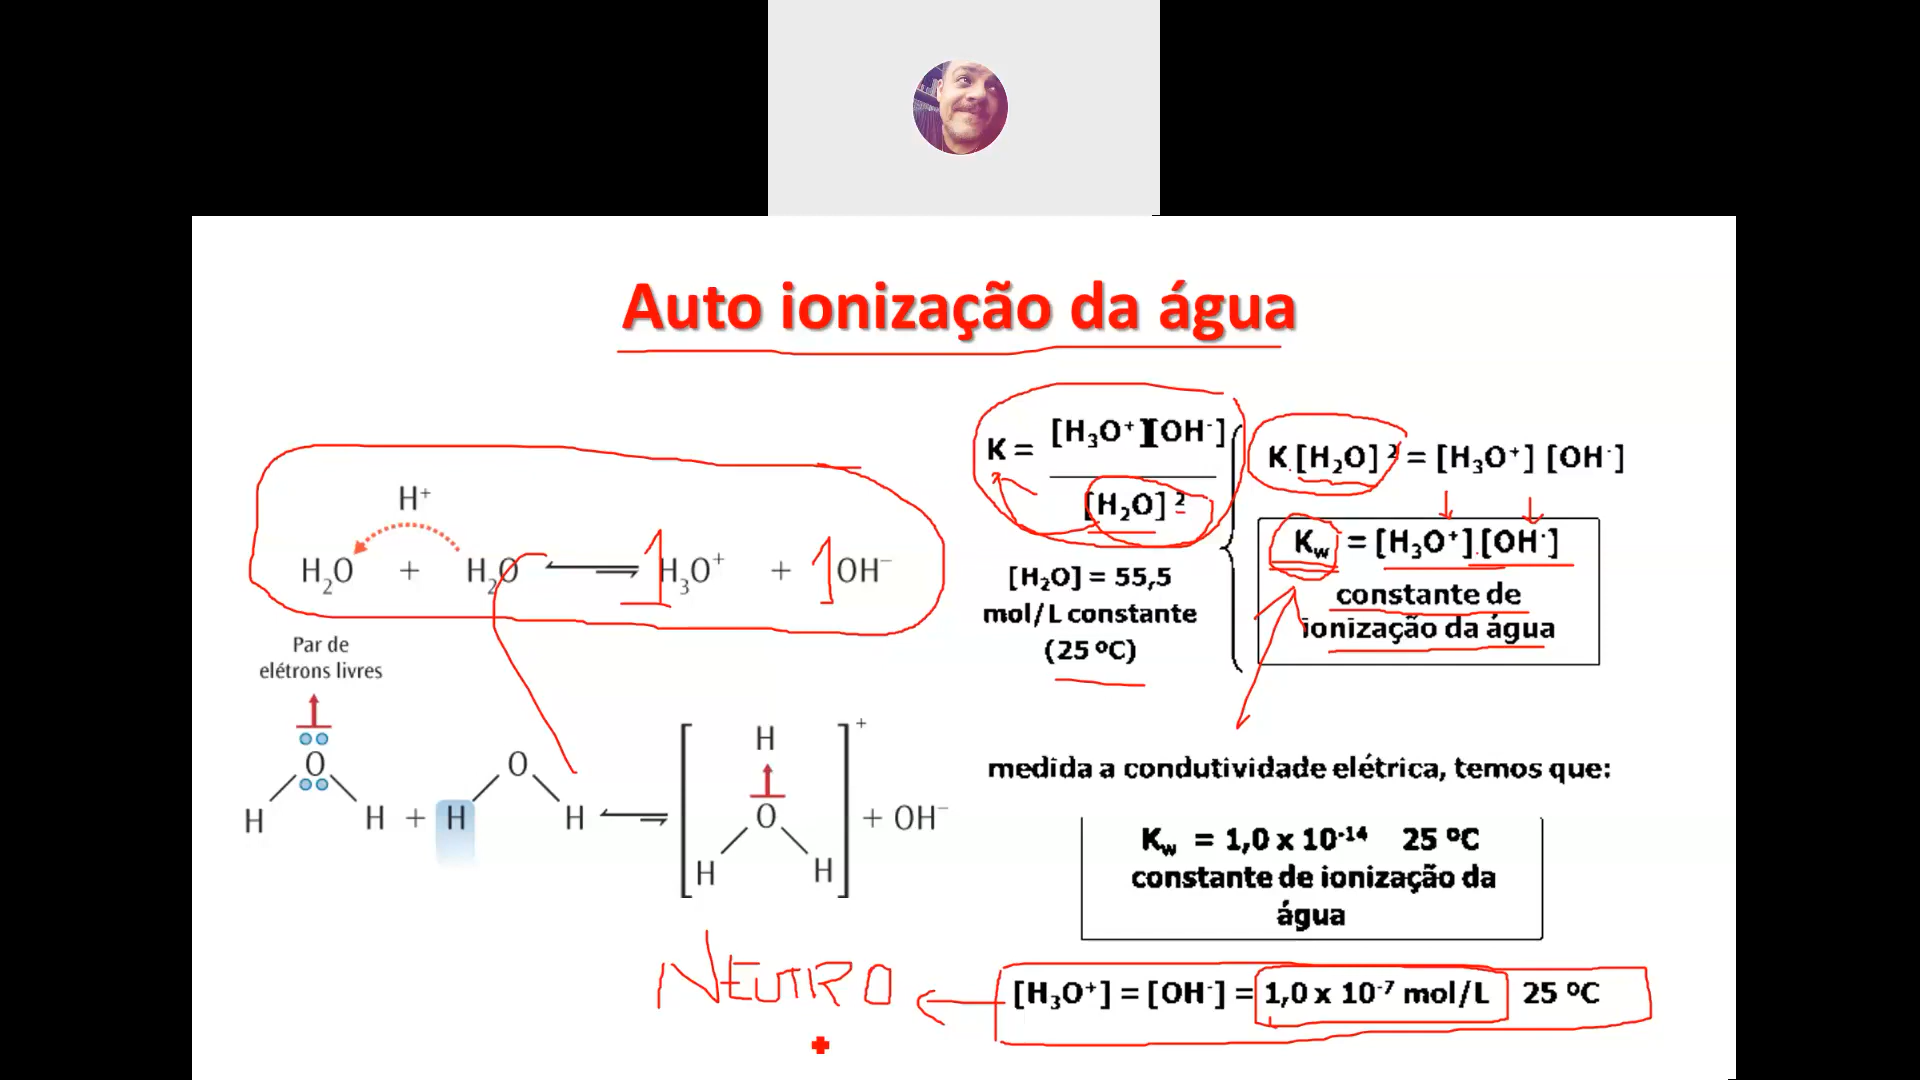 Auto ionização da água
H⁺
H₂O + H₂O ⇌ 1 H₃O⁺ + 1 OH⁻
Par de
elétrons livres
O
H H + H O H ⇌ [H O H H]⁺ + OH⁻
K = [H₃O⁺][OH⁻]
[H₂O]²
[H₂O] = 55,5
mol/L constante
(25 ºC)
K.[H₂O]² = [H₃O⁺] [OH⁻]
Kw = [H₃O⁺].[OH⁻]
constante de
ionização da água
medida a condutividade elétrica, temos que:
Kw = 1,0 x 10⁻¹⁴ 25 ºC
constante de ionização da
água
NEUTRO
[H₃O⁺] = [OH⁻] = 1,0 x 10⁻⁷ mol/L 25 ºC